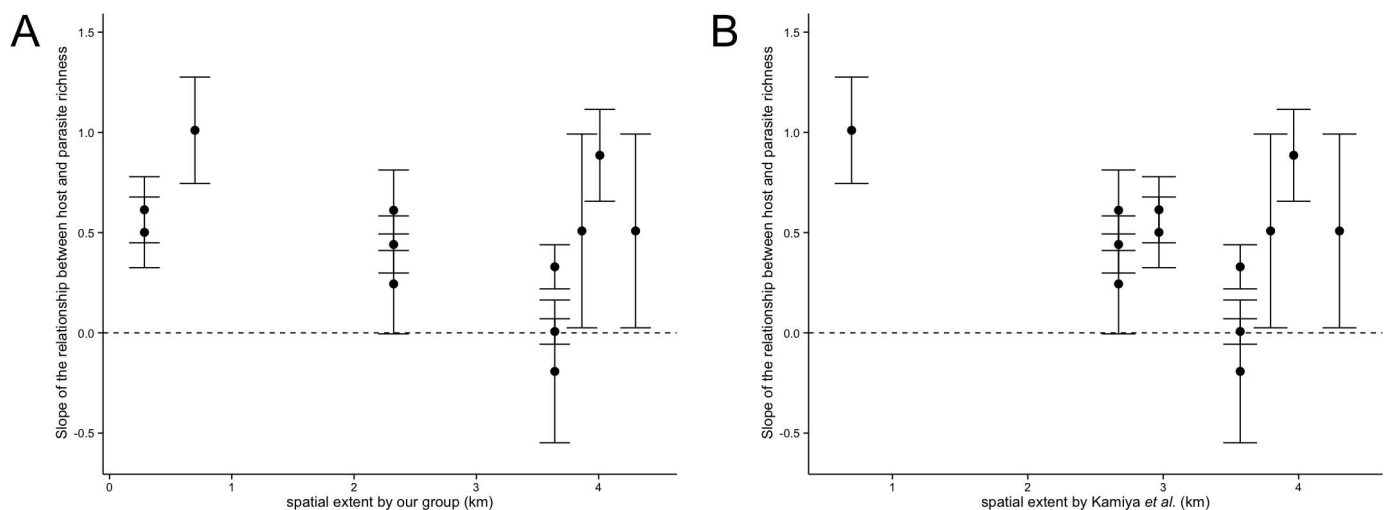 A
Slope of the relationship between host and parasite richness
1.5
1.0
0.5
0.0
-0.5
0 1 2 3 4
spatial extent by our group (km)
B
Slope of the relationship between host and parasite richness
1.5
1.0
0.5
0.0
-0.5
1 2 3 4
spatial extent by Kamiya et al. (km)